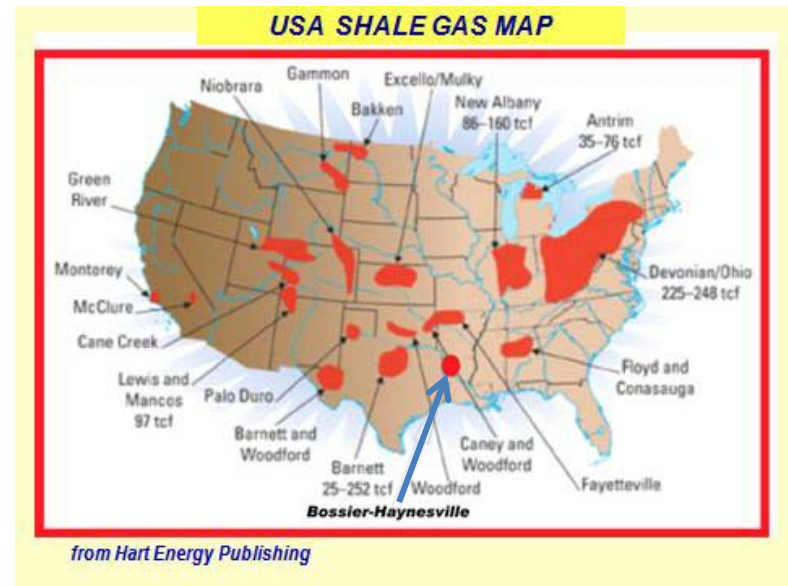 USA SHALE GAS MAP
Gammon
Niobrara
Excello/Mulky
Bakken
New Albany
86–160 tcf
Antrim
35–76 tcf
Green
River
Monterey
McClure
Cane Creek
Devonian/Ohio
225–248 tcf
Lewis and
Mancos
97 tcf
Palo Duro
Floyd and
Conasauga
Barnett and
Woodford
Barnett
25–252 tcf
Woodford
Caney and
Woodford
Fayetteville
Bossier-Haynesville
from Hart Energy Publishing